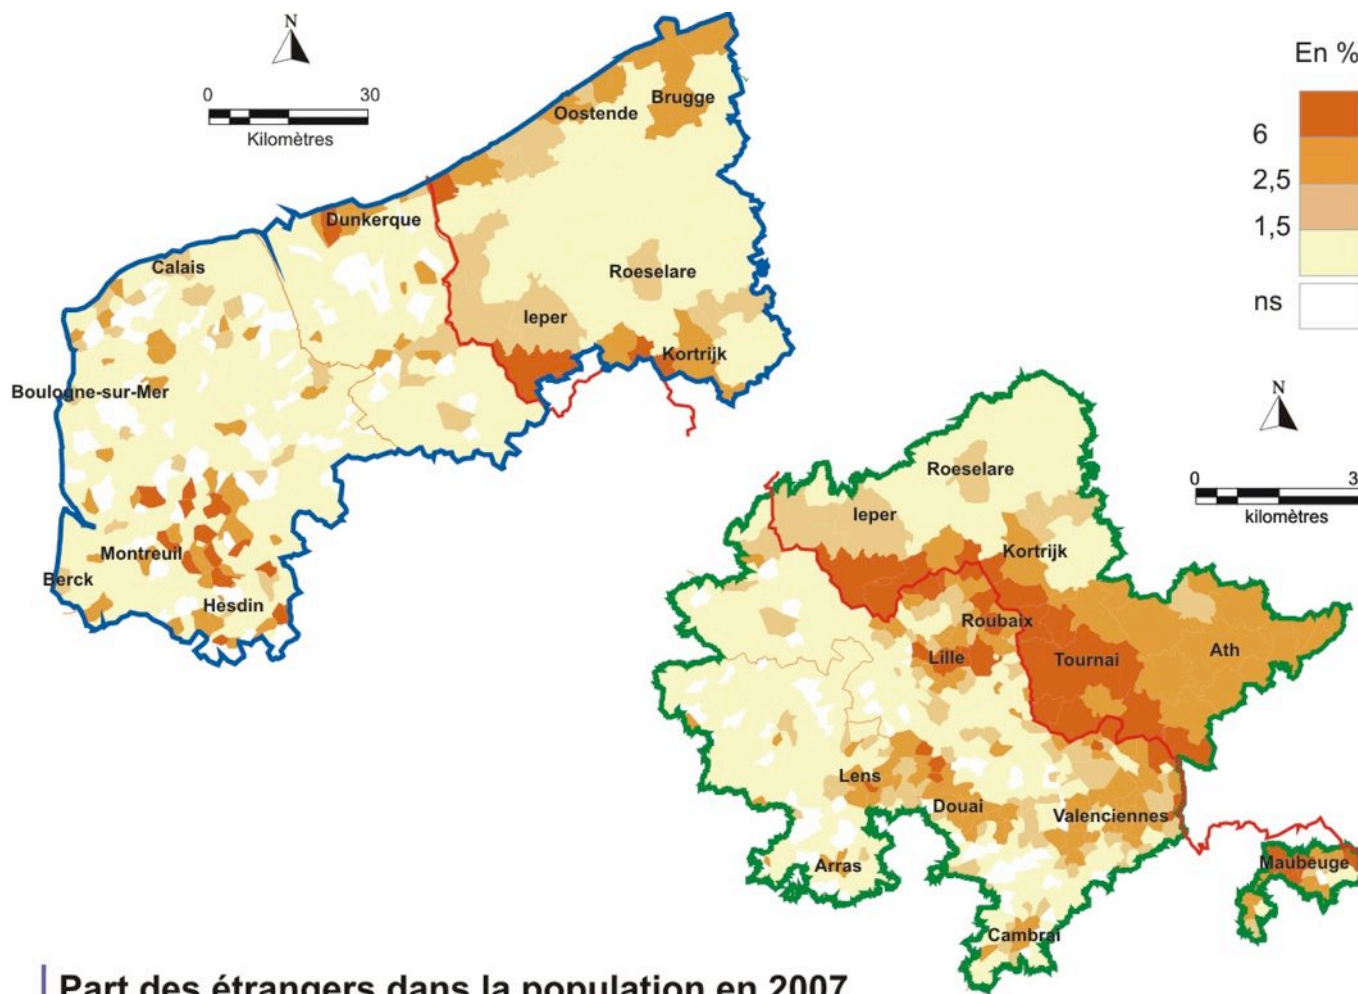 N
0 30
Kilomètres
En %
6
2,5
1,5
ns
Brugge
Oostende
Dunkerque
Calais
Roeselare
Ieper
Kortrijk
Boulogne-sur-Mer
Montreuil
Berck
Hesdin
N
0 3
kilomètres
Roeselare
Ieper
Kortrijk
Roubaix
Lille
Tournai
Ath
Lens
Douai
Valenciennes
Arras
Maubeuge
Cambrai
Part des étrangers dans la population en 2007